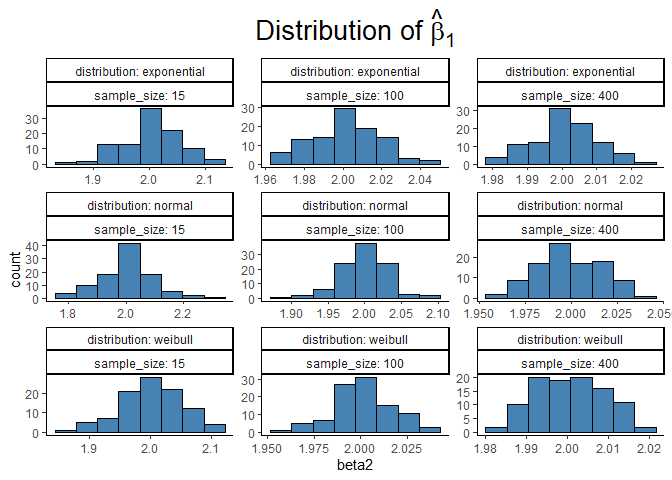 Distribution of β̂₁
distribution: exponential
sample_size: 15
30
20
10
0
1.9 2.0 2.1
distribution: exponential
sample_size: 100
30
20
10
0
1.96 1.98 2.00 2.02 2.04
distribution: exponential
sample_size: 400
30
20
10
0
1.98 1.99 2.00 2.01 2.02
count
distribution: normal
sample_size: 15
40
30
20
10
0
1.8 2.0 2.2
distribution: normal
sample_size: 100
30
20
10
0
1.90 1.95 2.00 2.05 2.10
distribution: normal
sample_size: 400
20
10
0
1.950 1.975 2.000 2.025 2.05
distribution: weibull
sample_size: 15
20
10
0
1.9 2.0 2.1
distribution: weibull
sample_size: 100
30
20
10
0
1.950 1.975 2.000 2.025
distribution: weibull
sample_size: 400
20
15
10
5
0
1.98 1.99 2.00 2.01 2.02
beta2